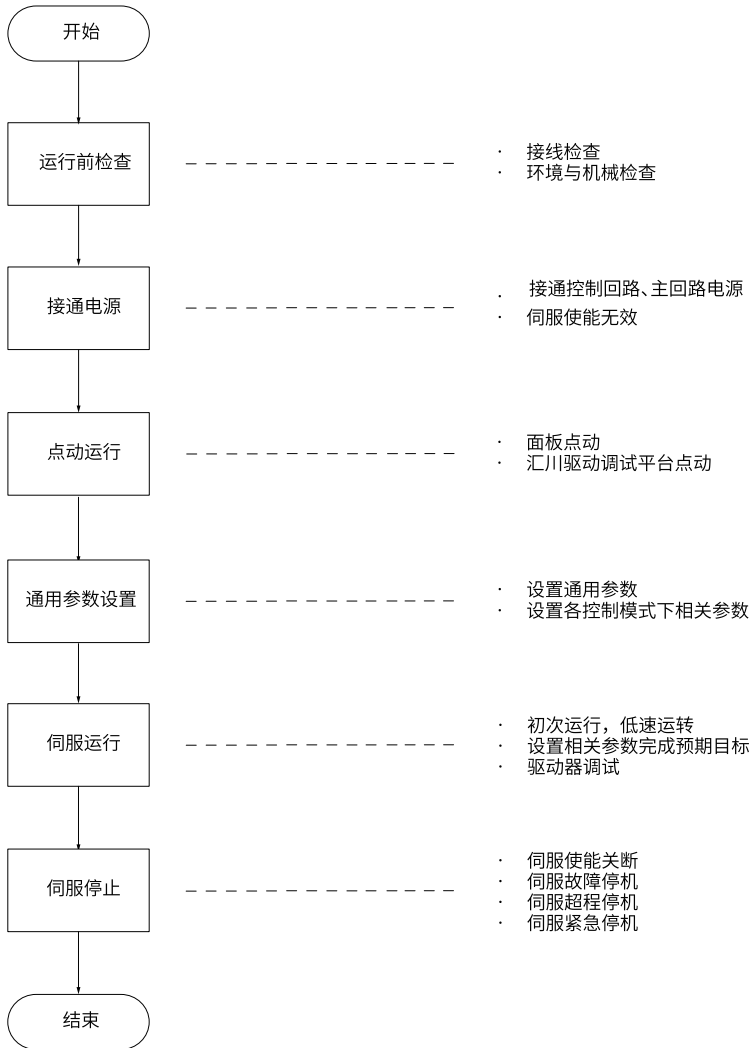 开始
运行前检查
· 接线检查
· 环境与机械检查
接通电源
· 接通控制回路、主回路电源
· 伺服使能无效
点动运行
· 面板点动
· 汇川驱动调试平台点动
通用参数设置
· 设置通用参数
· 设置各控制模式下相关参数
伺服运行
· 初次运行，低速运转
· 设置相关参数完成预期目标
· 驱动器调试
伺服停止
· 伺服使能关断
· 伺服故障停机
· 伺服超程停机
· 伺服紧急停机
结束